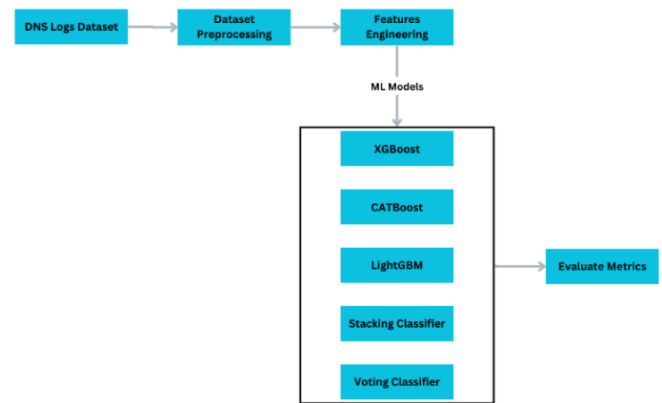 DNS Logs Dataset
Dataset
Preprocessing
Features
Engineering
ML Models
XGBoost
CATBoost
LightGBM
Stacking Classifier
Voting Classifier
Evaluate Metrics